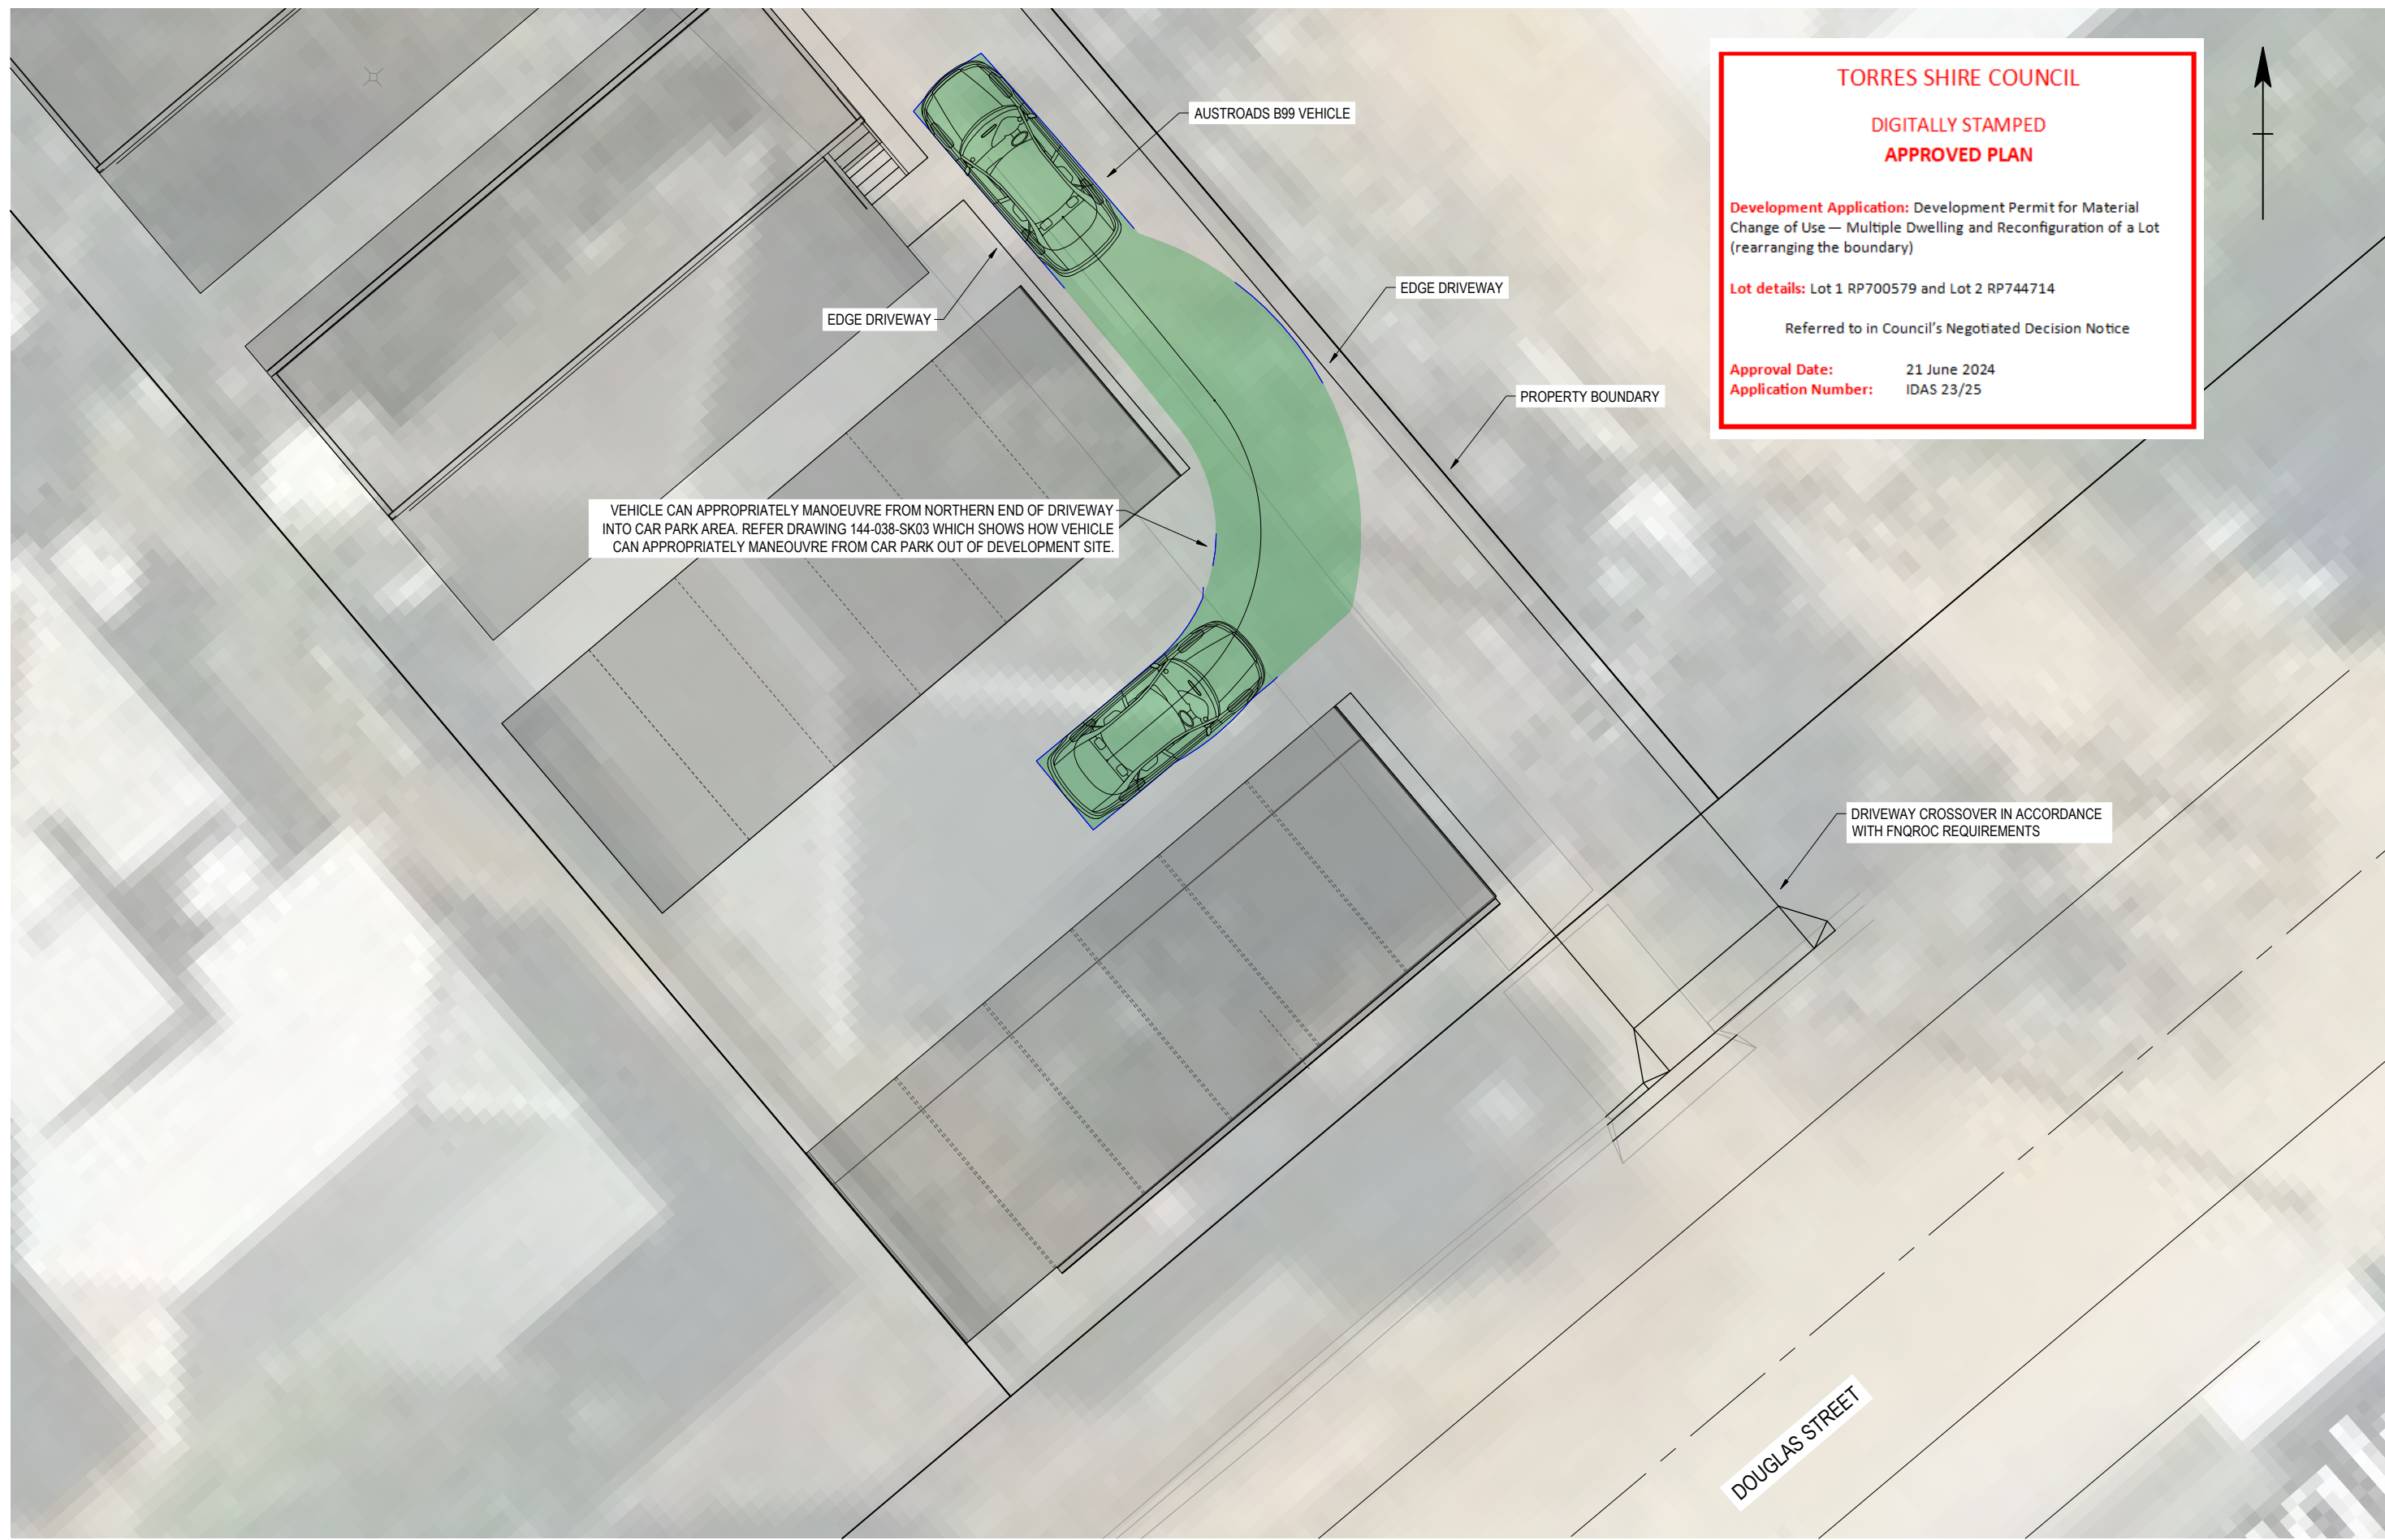 AUSTROADS B99 VEHICLE
EDGE DRIVEWAY
EDGE DRIVEWAY
PROPERTY BOUNDARY
VEHICLE CAN APPROPRIATELY MANOEUVRE FROM NORTHERN END OF DRIVEWAY
INTO CAR PARK AREA. REFER DRAWING 144-038-SK03 WHICH SHOWS HOW VEHICLE
CAN APPROPRIATELY MANEOUVRE FROM CAR PARK OUT OF DEVELOPMENT SITE.
DRIVEWAY CROSSOVER IN ACCORDANCE
WITH FNQROC REQUIREMENTS
DOUGLAS STREET
TORRES SHIRE COUNCIL
DIGITALLY STAMPED
APPROVED PLAN
Development Application: Development Permit for Material
Change of Use — Multiple Dwelling and Reconfiguration of a Lot
(rearranging the boundary)
Lot details: Lot 1 RP700579 and Lot 2 RP744714
Referred to in Council's Negotiated Decision Notice
Approval Date: 21 June 2024
Application Number: IDAS 23/25